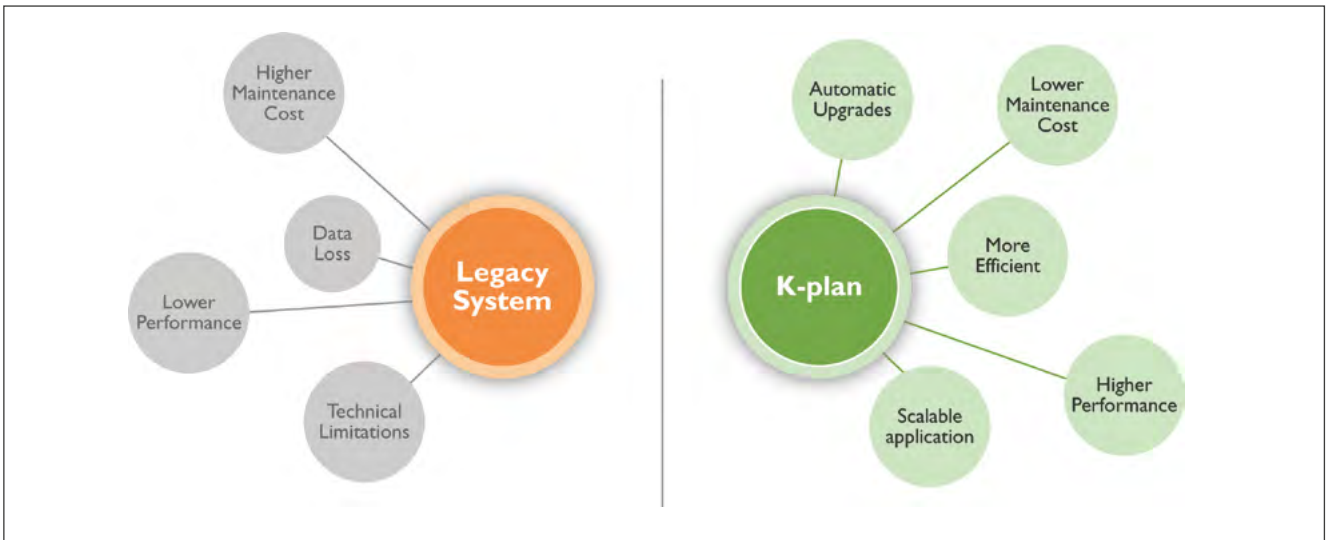 Higher
Maintenance
Cost
Data
Loss
Lower
Performance
Technical
Limitations
Legacy
System
Automatic
Upgrades
Lower
Maintenance
Cost
More
Efficient
K-plan
Higher
Performance
Scalable
application